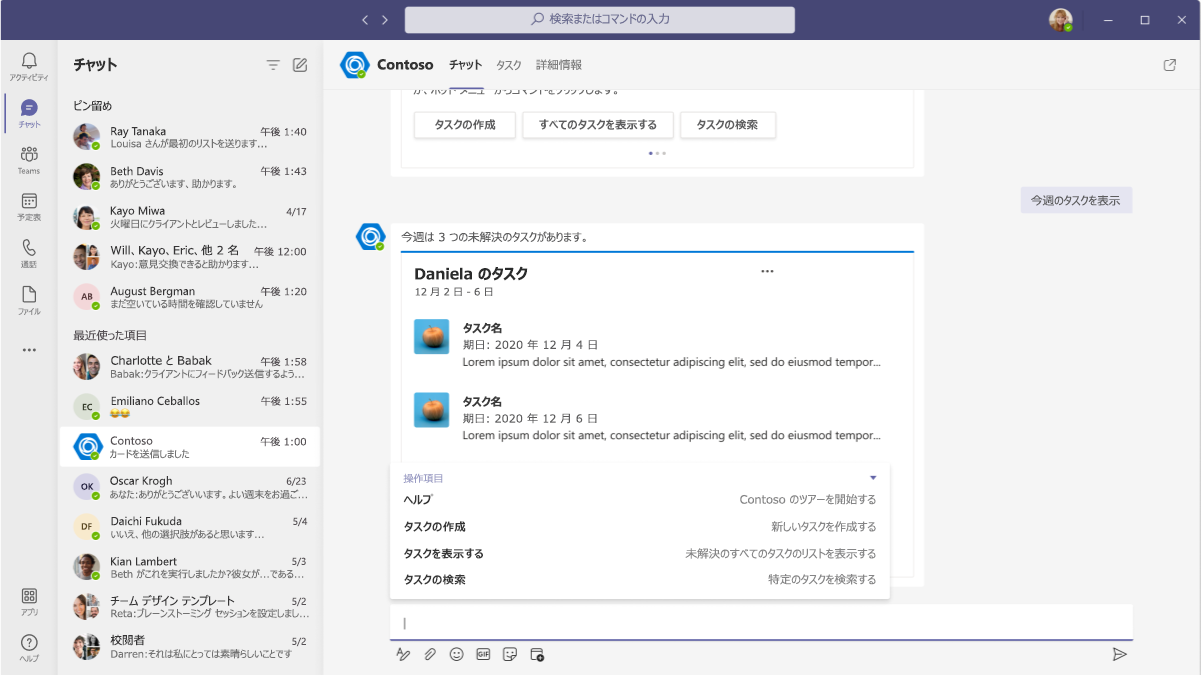 検索またはコマンドの入力
アクティビティ
チャット
Teams
予定表
通話
ファイル
アプリ
ヘルプ
チャット
ピン留め
Ray Tanaka 午後 1:40
Louisa さんが最初のリストを送ります...
Beth Davis 午後 1:43
ありがとうございます、助かります。
Kayo Miwa 4/17
火曜日にクライアントとレビューしました...
Will、Kayo、Eric、他 2 名 午後 12:00
Kayo:意見交換できると助かります...
AB
August Bergman 午後 1:20
まだ空いている時間を確認していません
最近使った項目
Charlotte と Babak 午後 1:58
Babak:クライアントにフィードバック送信するよう...
EC
Emiliano Ceballos 午後 1:55
😂😂
Contoso 午後 1:00
カードを送信しました
OK
Oscar Krogh 6/23
あなた:ありがとうございいます。よい週末をお過ご...
DF
Daichi Fukuda 5/4
いいえ、他の選択肢があると思います...
Kian Lambert 5/3
Beth がこれを実行しましたか?彼女が...である...
チーム デザイン テンプレート 5/2
Reta:ブレーンストーミング セッションを設定しまし...
校閲者 5/2
Darren:それは私にとっては素晴らしいことです
Contoso チャット タスク 詳細情報
タスクの作成 すべてのタスクを表示する タスクの検索
今週のタスクを表示
今週は 3 つの未解決のタスクがあります。
Daniela のタスク
12 月 2 日 - 6 日
タスク名
期日: 2020 年 12 月 4 日
Lorem ipsum dolor sit amet, consectetur adipiscing elit, sed do eiusmod tempor...
タスク名
期日: 2020 年 12 月 6 日
Lorem ipsum dolor sit amet, consectetur adipiscing elit, sed do eiusmod tempor...
操作項目
ヘルプ Contoso のツアーを開始する
タスクの作成 新しいタスクを作成する
タスクを表示する 未解決のすべてのタスクのリストを表示する
タスクの検索 特定のタスクを検索する
GIF